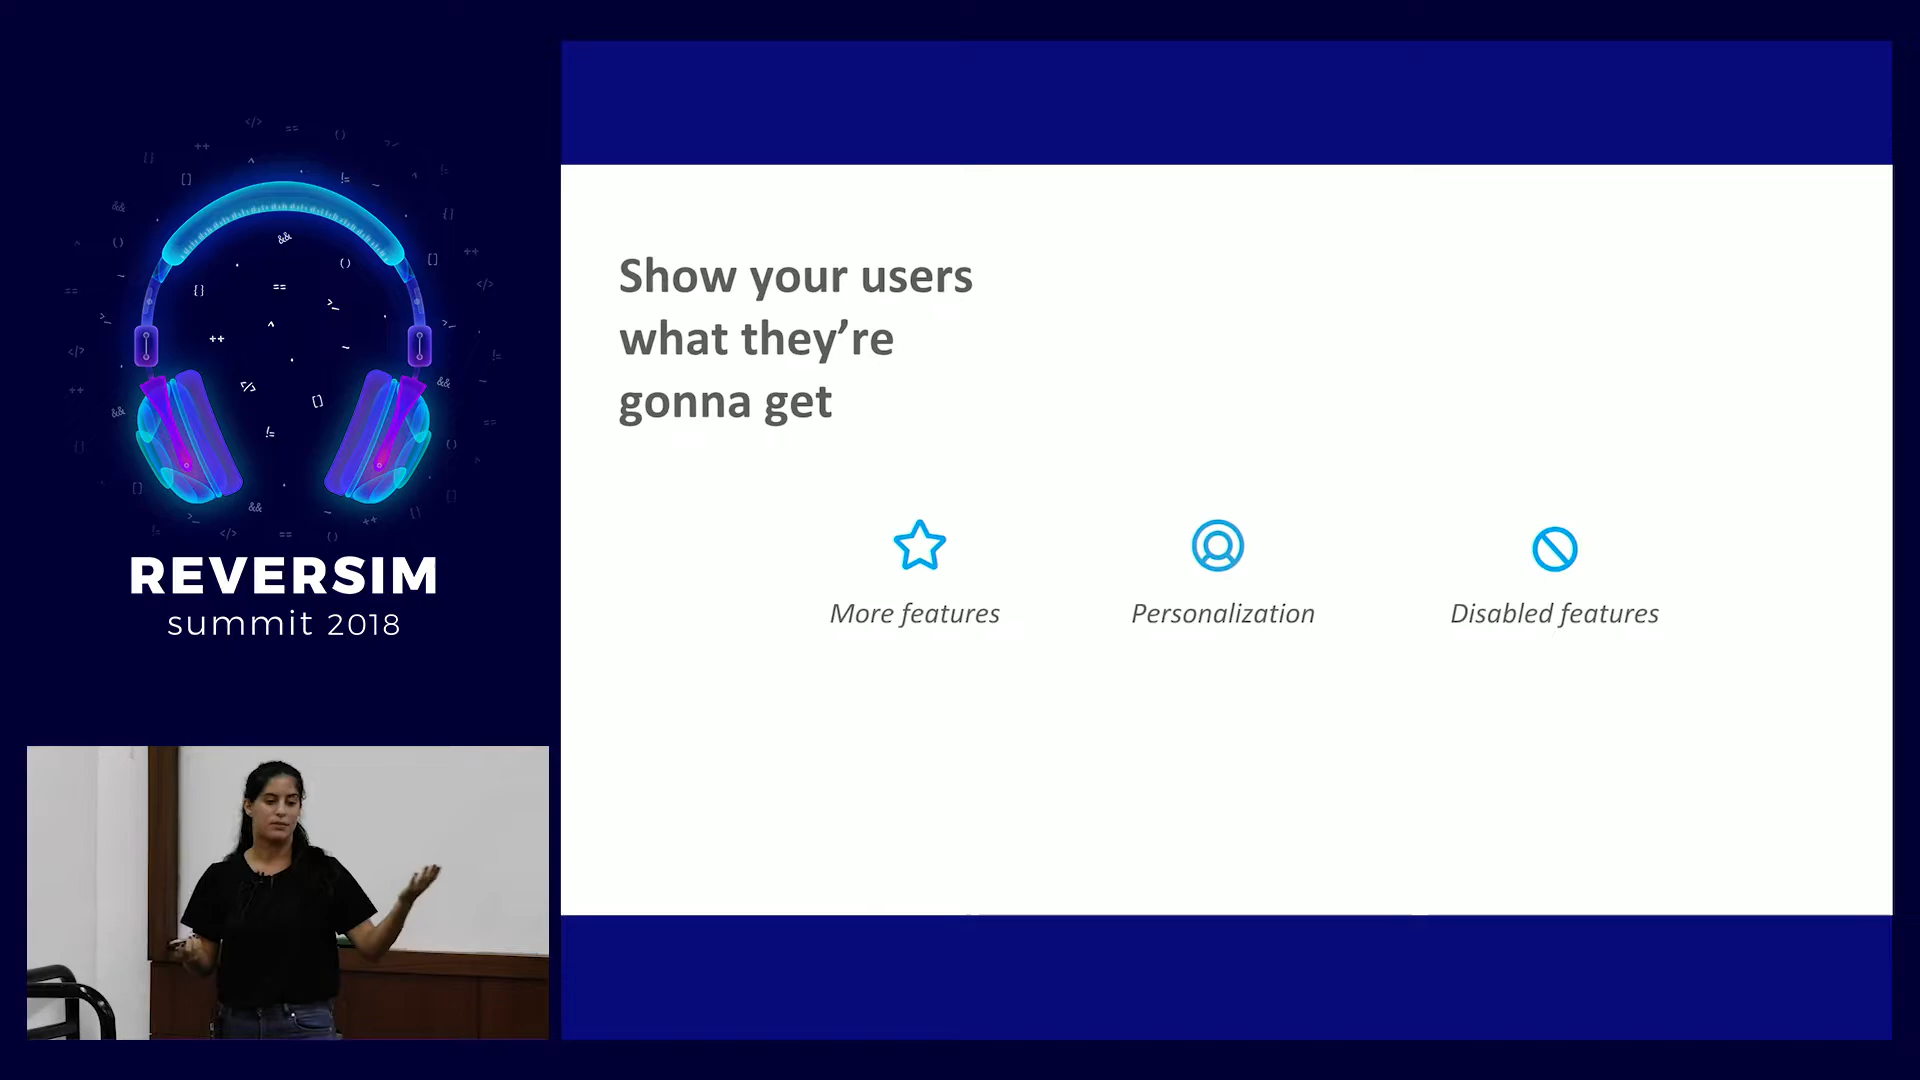 REVERSIM
summit 2018
Show your users
what they're
gonna get
More features
Personalization
Disabled features